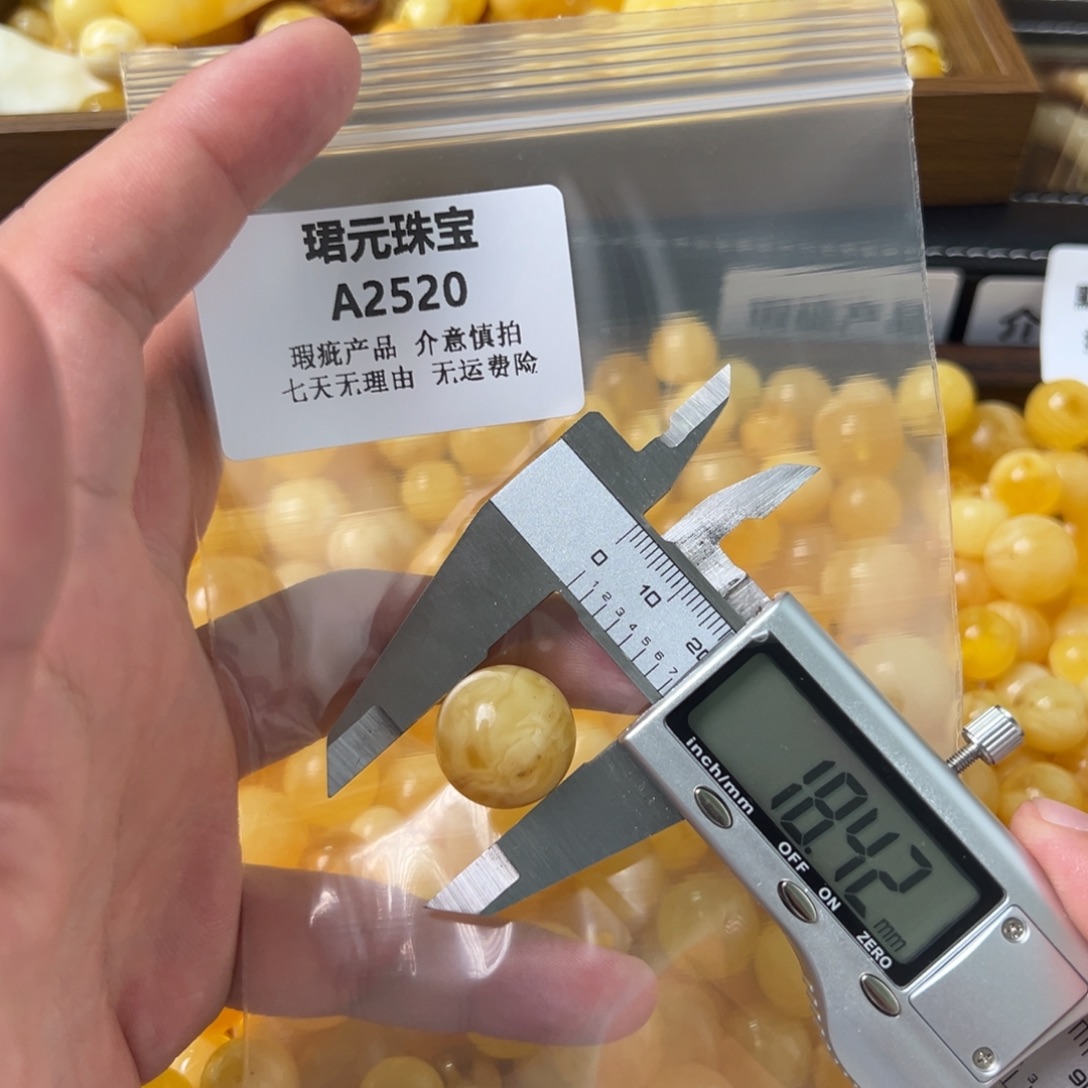 珺元珠宝
A2520
瑕疵产品 介意慎拍
七天无理由 无运费险
0 10 20
1 2 3 4 5 6 7
inch/mm
OFF ON
ZERO
18.42 mm
介